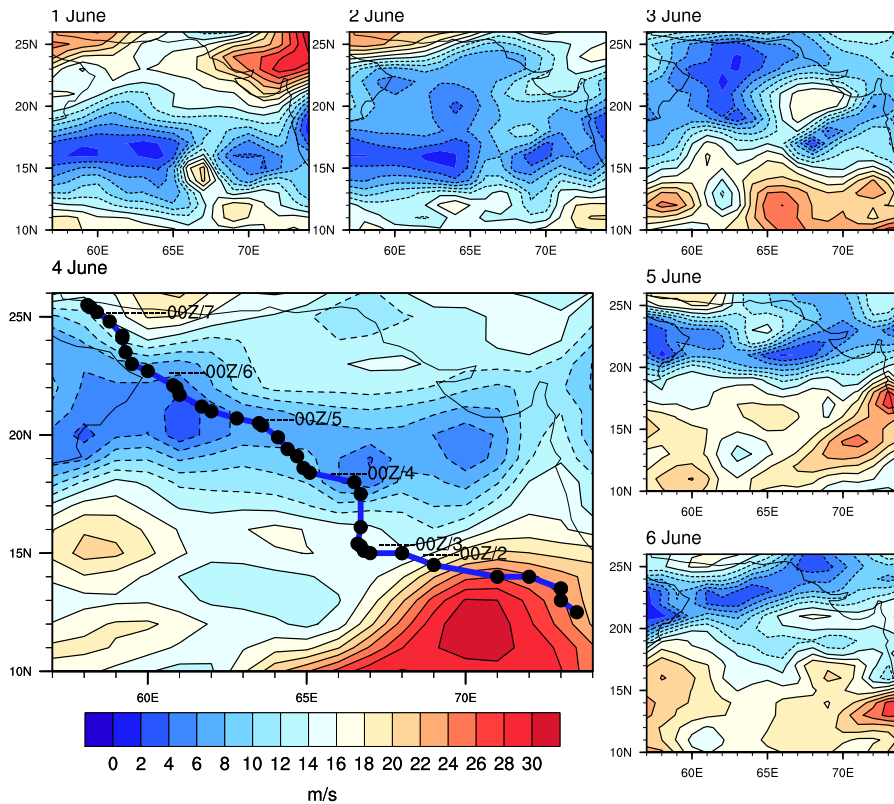 1 June
2 June
3 June
25N
20N
15N
10N
60E
65E
70E
25N
20N
15N
10N
60E
65E
70E
25N
20N
15N
10N
60E
65E
70E
4 June
25N
20N
15N
10N
60E
65E
70E
00Z/7
00Z/6
00Z/5
00Z/4
00Z/3
00Z/2
5 June
25N
20N
15N
10N
60E
65E
70E
6 June
25N
20N
15N
10N
60E
65E
70E
0 2 4 6 8 10 12 14 16 18 20 22 24 26 28 30
m/s